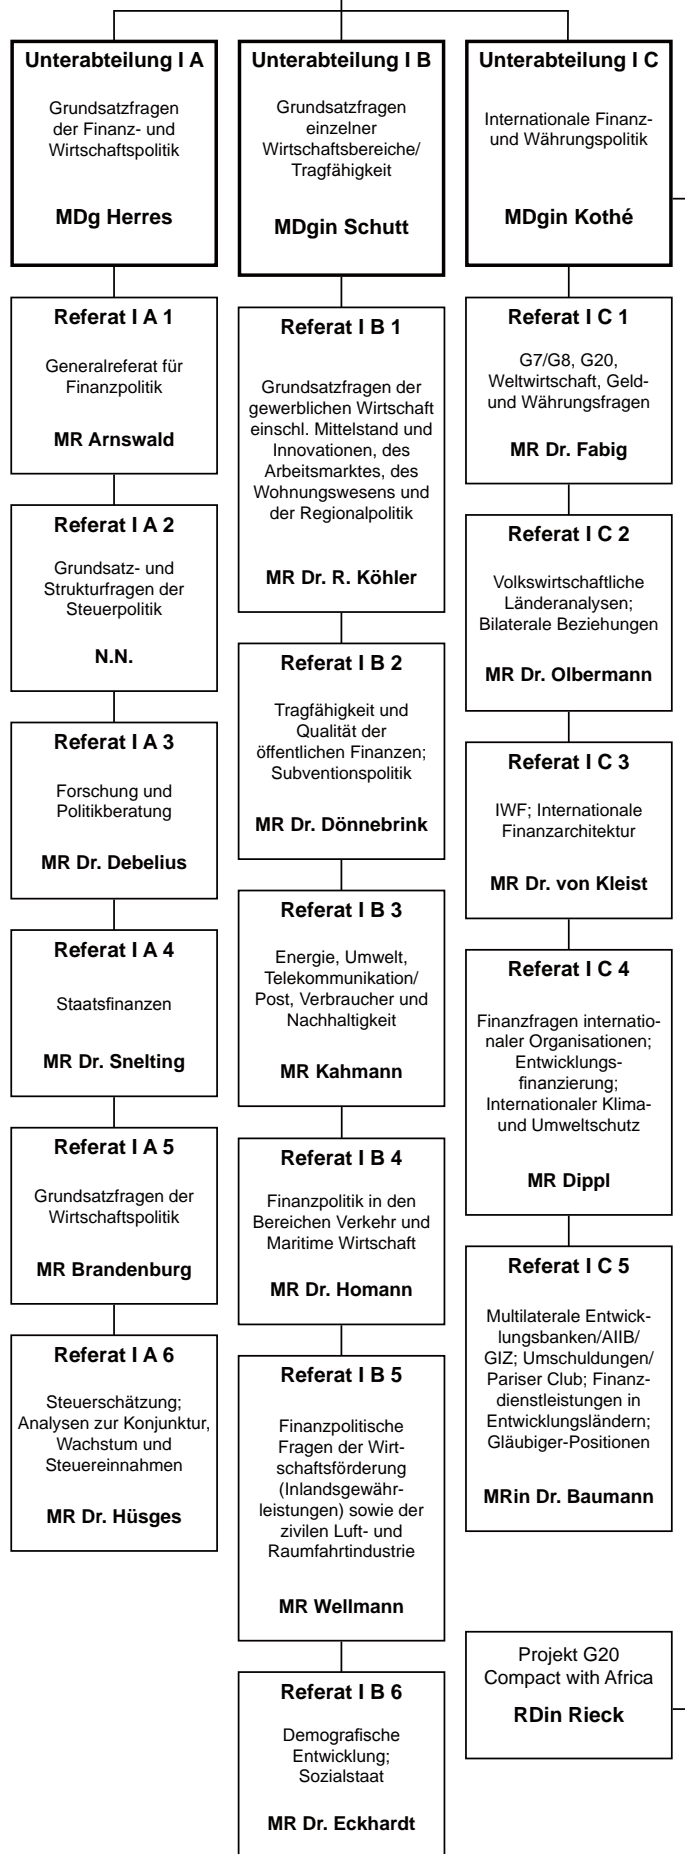 Unterabteilung I A
Grundsatzfragen
der Finanz- und
Wirtschaftspolitik
MDg Herres
Referat I A 1
Generalreferat für
Finanzpolitik
MR Arnswald
Referat I A 2
Grundsatz- und
Strukturfragen der
Steuerpolitik
N.N.
Referat I A 3
Forschung und
Politikberatung
MR Dr. Debelius
Referat I A 4
Staatsfinanzen
MR Dr. Snelting
Referat I A 5
Grundsatzfragen der
Wirtschaftspolitik
MR Brandenburg
Referat I A 6
Steuerschätzung;
Analysen zur Konjunktur,
Wachstum und
Steuereinnahmen
MR Dr. Hüsges
Unterabteilung I B
Grundsatzfragen
einzelner
Wirtschaftsbereiche/
Tragfähigkeit
MDgin Schutt
Referat I B 1
Grundsatzfragen der
gewerblichen Wirtschaft
einschl. Mittelstand und
Innovationen, des
Arbeitsmarktes, des
Wohnungswesens und
der Regionalpolitik
MR Dr. R. Köhler
Referat I B 2
Tragfähigkeit und
Qualität der
öffentlichen Finanzen;
Subventionspolitik
MR Dr. Dönnebrink
Referat I B 3
Energie, Umwelt,
Telekommunikation/
Post, Verbraucher und
Nachhaltigkeit
MR Kahmann
Referat I B 4
Finanzpolitik in den
Bereichen Verkehr und
Maritime Wirtschaft
MR Dr. Homann
Referat I B 5
Finanzpolitische
Fragen der Wirt-
schaftsförderung
(Inlandsgewähr-
leistungen) sowie der
zivilen Luft- und
Raumfahrtindustrie
MR Wellmann
Referat I B 6
Demografische
Entwicklung;
Sozialstaat
MR Dr. Eckhardt
Unterabteilung I C
Internationale Finanz-
und Währungspolitik
MDgin Kothé
Referat I C 1
G7/G8, G20,
Weltwirtschaft, Geld-
und Währungsfragen
MR Dr. Fabig
Referat I C 2
Volkswirtschaftliche
Länderanalysen;
Bilaterale Beziehungen
MR Dr. Olbermann
Referat I C 3
IWF; Internationale
Finanzarchitektur
MR Dr. von Kleist
Referat I C 4
Finanzfragen internatio-
naler Organisationen;
Entwicklungs-
finanzierung;
Internationaler Klima-
und Umweltschutz
MR Dippl
Referat I C 5
Multilaterale Entwick-
lungsbanken/AIIB/
GIZ; Umschuldungen/
Pariser Club; Finanz-
dienstleistungen in
Entwicklungsländern;
Gläubiger-Positionen
MRin Dr. Baumann
Projekt G20
Compact with Africa
RDin Rieck